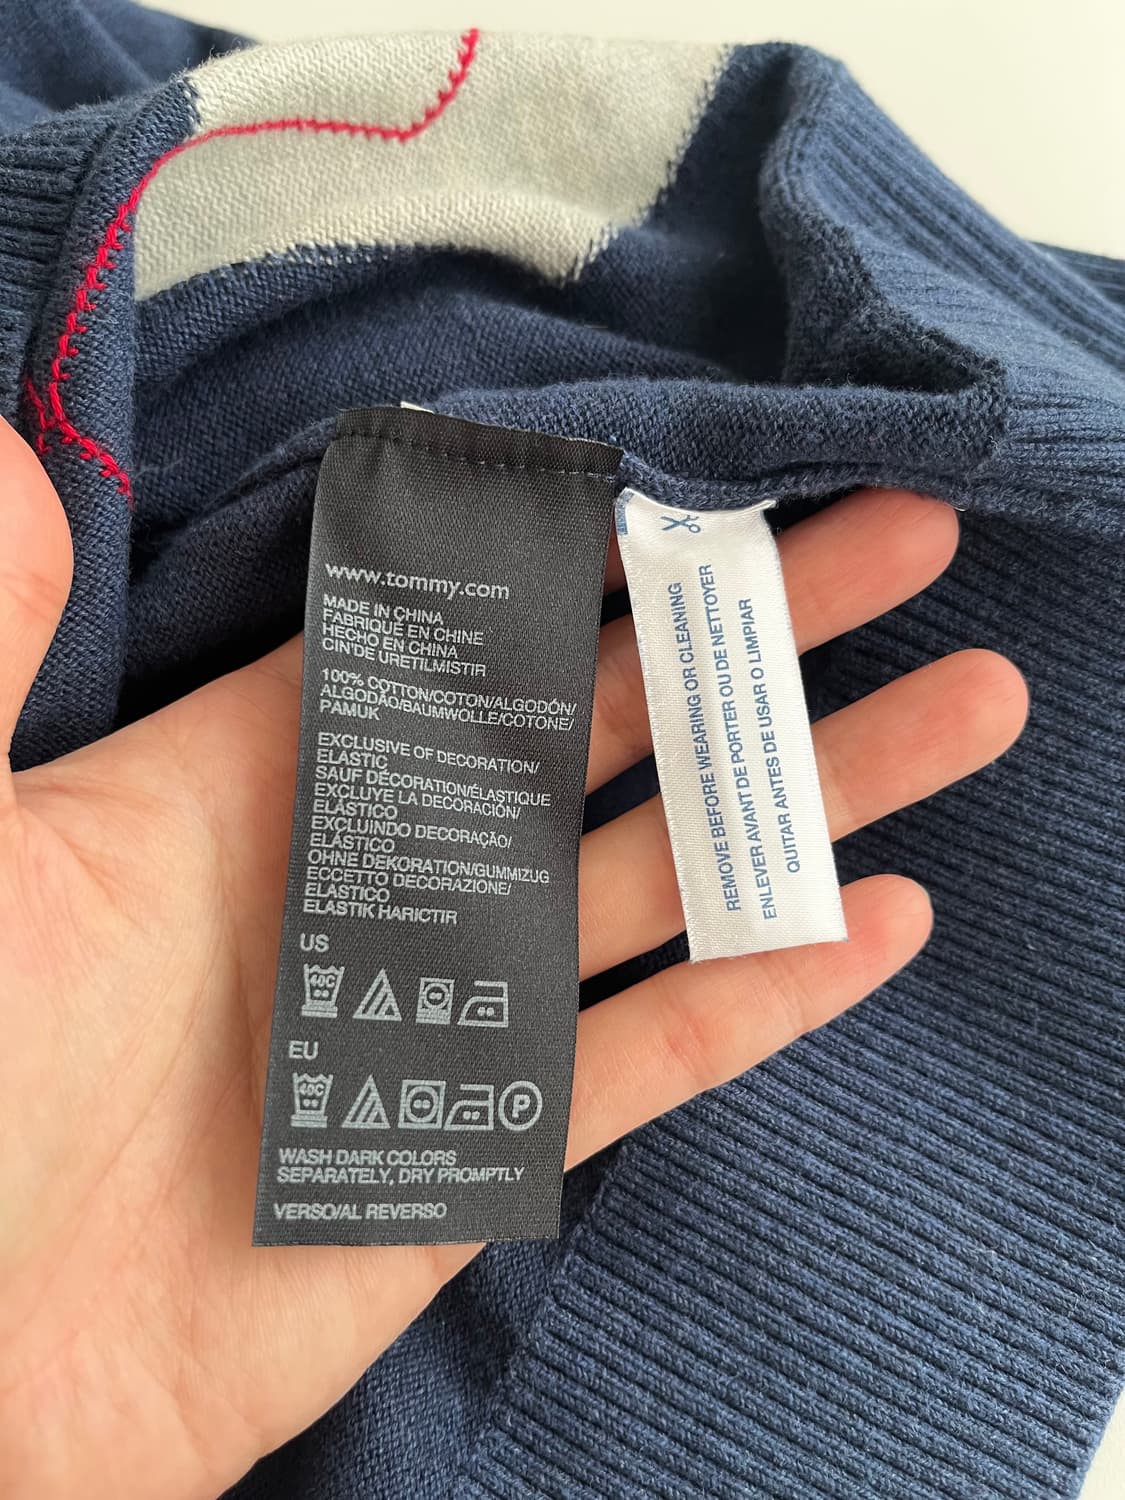 www.tommy.com
MADE IN CHINA
FABRIQUÉ EN CHINE
HECHO EN CHINA
CIN'DE URETILMISTIR
100% COTTON/COTON/ALGODÓN/
ALGODÃO/BAUMWOLLE/COTONE/
PAMUK
EXCLUSIVE OF DECORATION/
ELASTIC
SAUF DÉCORATION/ÉLASTIQUE
EXCLUYE LA DECORACIÓN/
ELÁSTICO
EXCLUINDO DECORAÇÃO/
ELÁSTICO
OHNE DEKORATION/GUMMIZUG
ECCETTO DECORAZIONE/
ELASTICO
ELASTIK HARICTIR
US
40C
EU
40C
P
WASH DARK COLORS
SEPARATELY, DRY PROMPTLY
VERSO/AL REVERSO
REMOVE BEFORE WEARING OR CLEANING
ENLEVER AVANT DE PORTER OU DE NETTOYER
QUITAR ANTES DE USAR O LIMPIAR